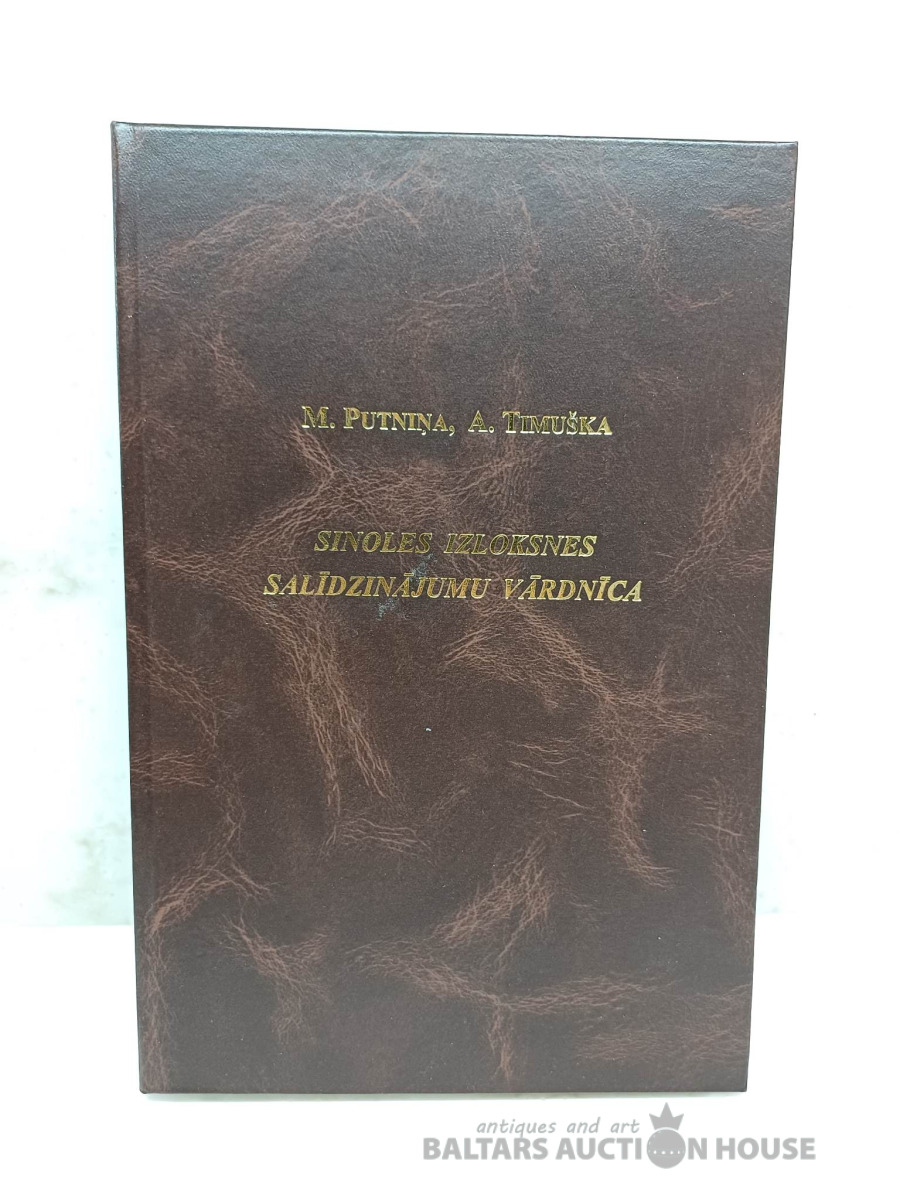 M. PUTNIŅA, A. TIMUŠKA
SINOLES IZLOKSNES
SALĪDZINĀJUMU VĀRDNĪCA
antiques and art
BALTARS AUCTION HOUSE